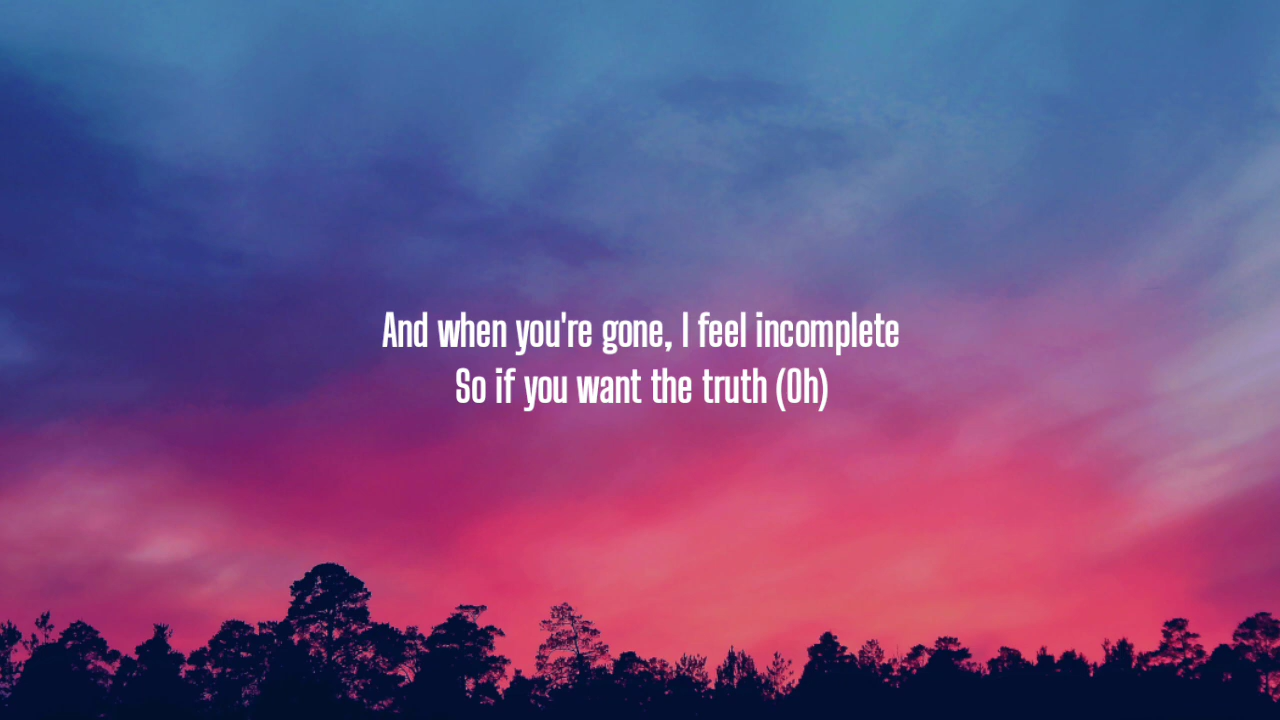 And when you're gone, I feel incomplete
So if you want the truth (Oh)